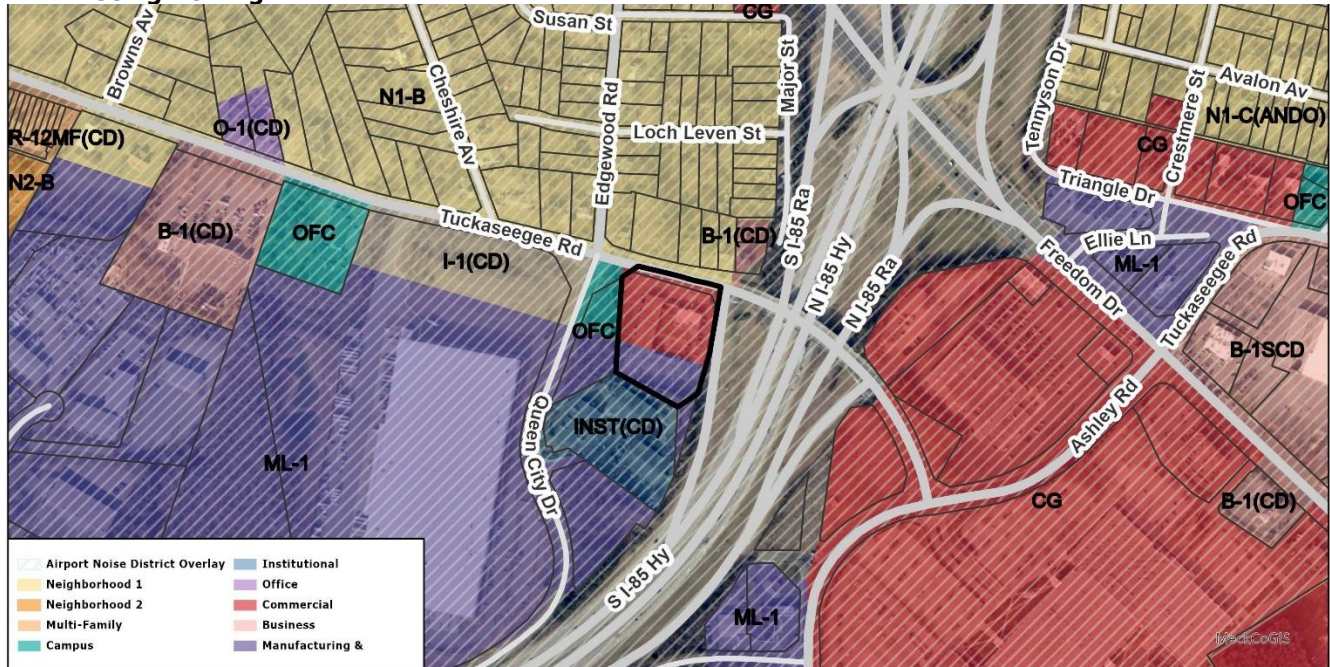 Susan St
CG
Browns Av
Cheshire Av
N1-B
Edgewood Rd
Major St
Loch Leven St
O-1(CD)
R-12MF(CD)
N2-B
B-1(CD)
OFC
Tuckaseegee Rd
I-1(CD)
B-1(CD)
S I-85 Ra
N I-85 Hy
N I-85 Ra
Tennyson Dr
Crestmere St
Avalon Av
N1-C(ANDO)
CG
Triangle Dr
OFC
Ellie Ln
ML-1
Freedom Dr
Tuckaseegee Rd
B-1SCD
OFC
Queen City Dr
INST(CD)
ML-1
Ashley Rd
CG
B-1(CD)
S I-85 Hy
ML-1
Airport Noise District Overlay
Neighborhood 1
Neighborhood 2
Multi-Family
Campus
Institutional
Office
Commercial
Business
Manufacturing &
MeckCoGIS